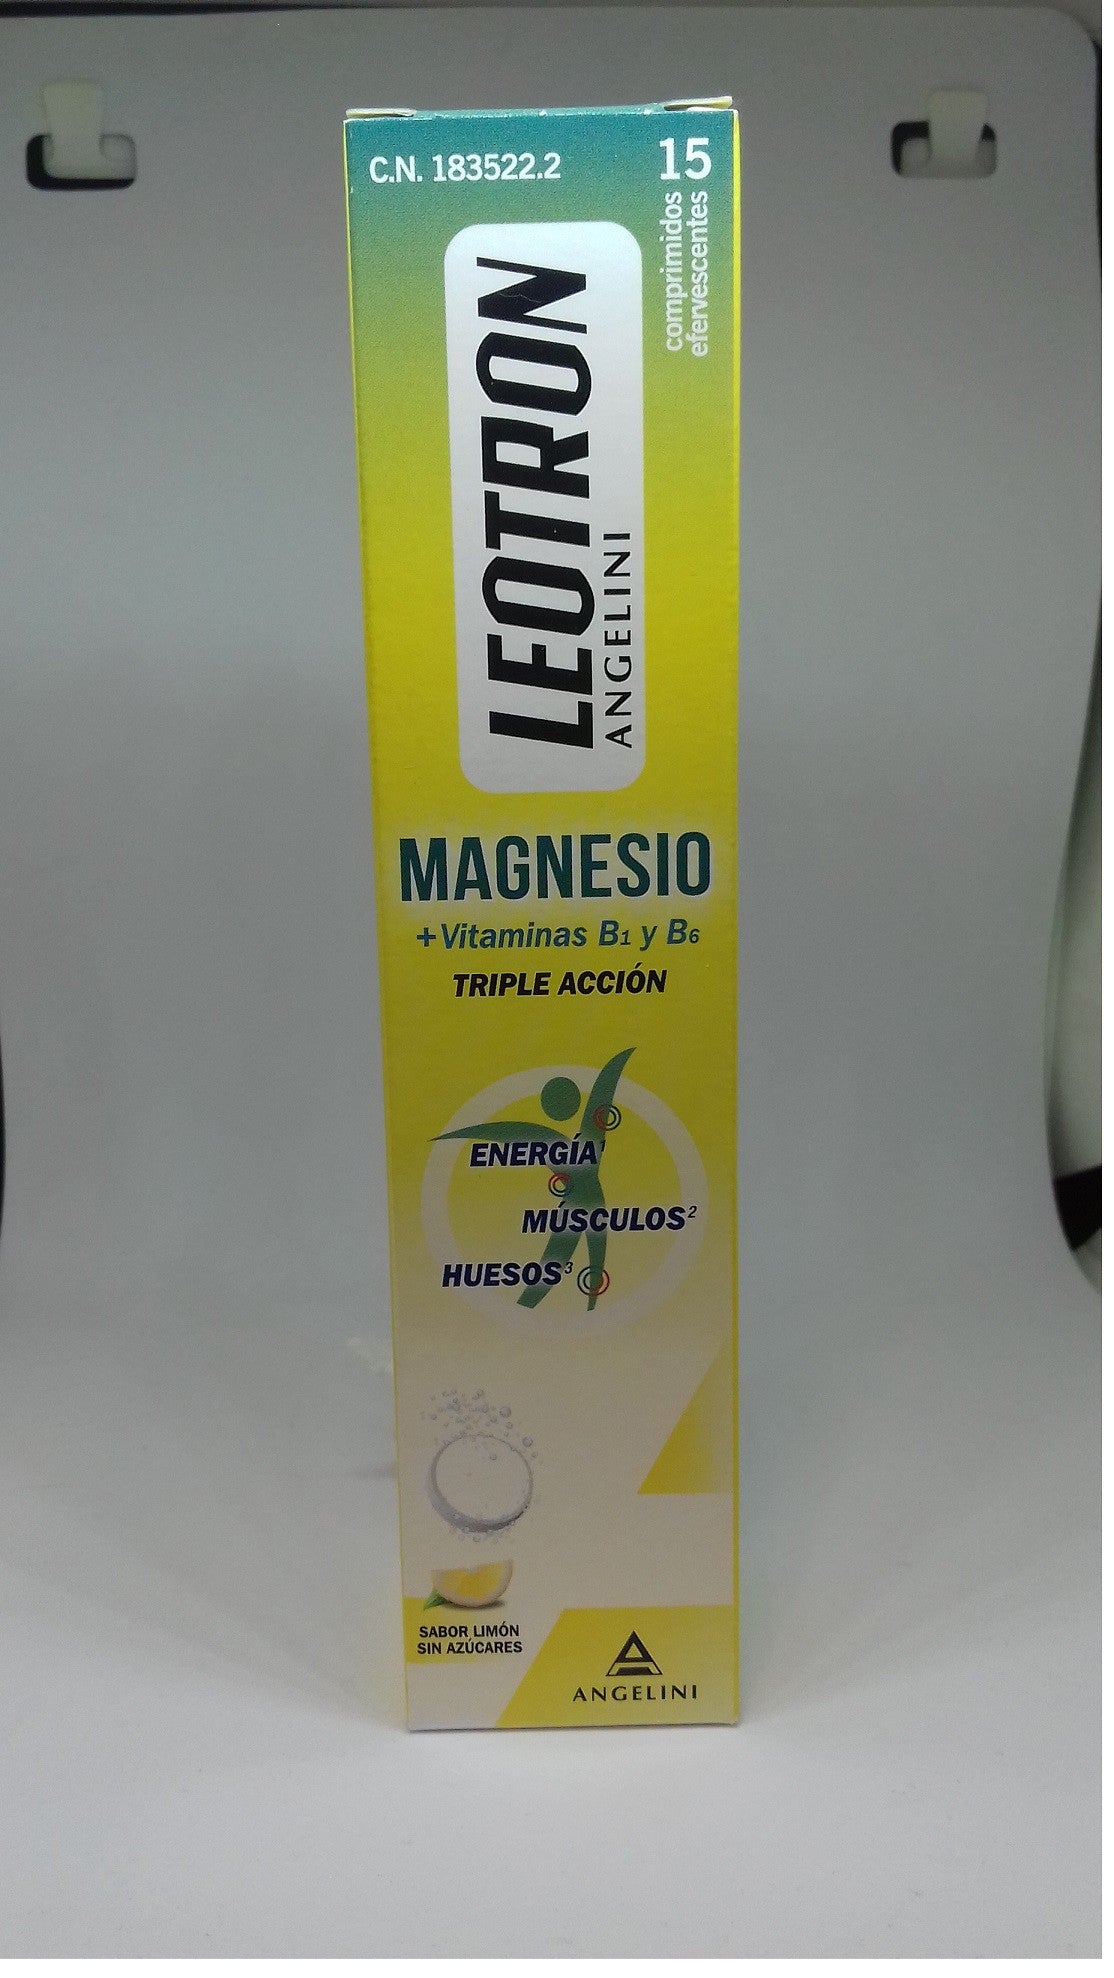 C.N. 183522.2
15
comprimidos
efervescentes
LEOTRON
ANGELINI
MAGNESIO
+Vitaminas B1 y B6
TRIPLE ACCIÓN
ENERGÍA¹
MÚSCULOS²
HUESOS³
SABOR LIMÓN
SIN AZÚCARES
ANGELINI